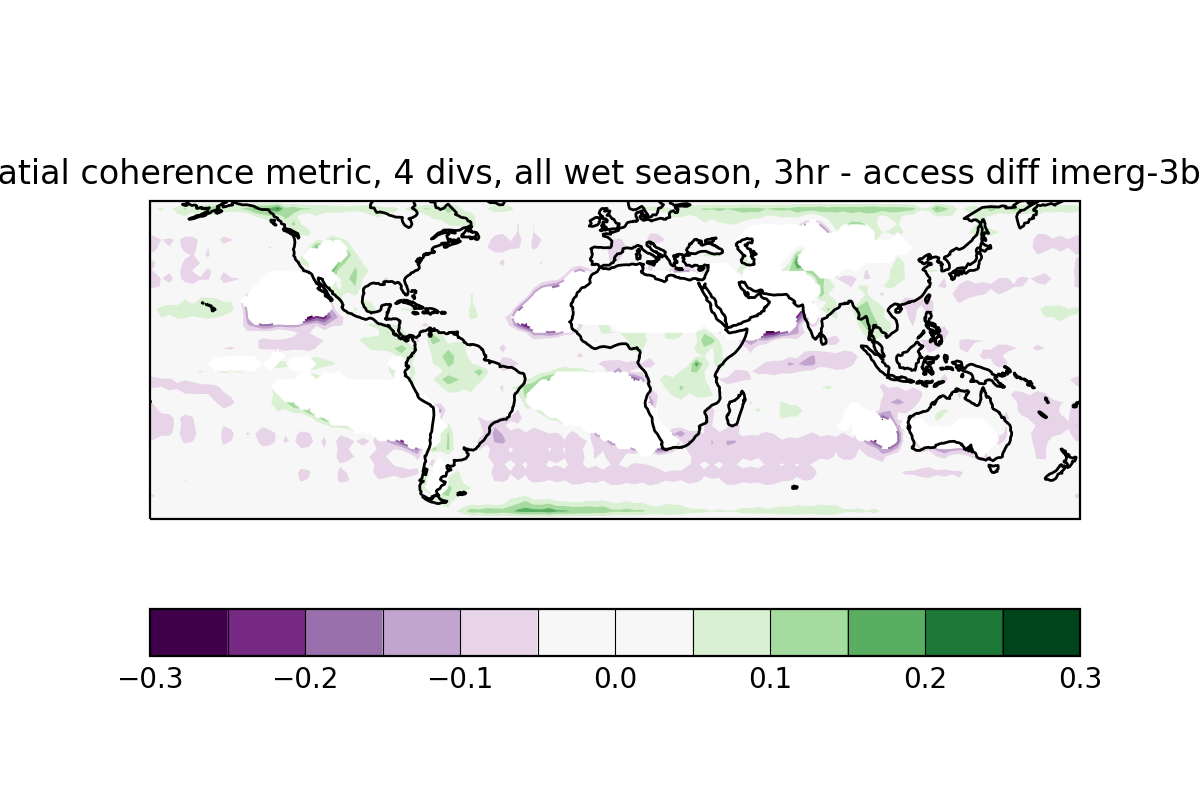 atial coherence metric, 4 divs, all wet season, 3hr - access diff imerg-3b
−0.3 −0.2 −0.1 0.0 0.1 0.2 0.3